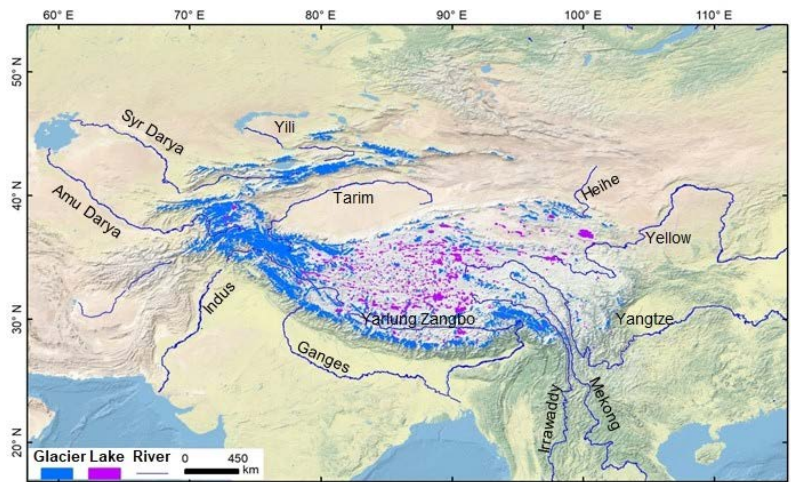 60° E 70° E 80° E 90° E 100° E 110° E
50° N
40° N
30° N
20° N
Syr Darya
Yili
Amu Darya
Tarim
Heihe
Yellow
Indus
Yarlung Zangbo
Yangtze
Ganges
Irrawaddy
Mekong
Glacier Lake River 0 450
km